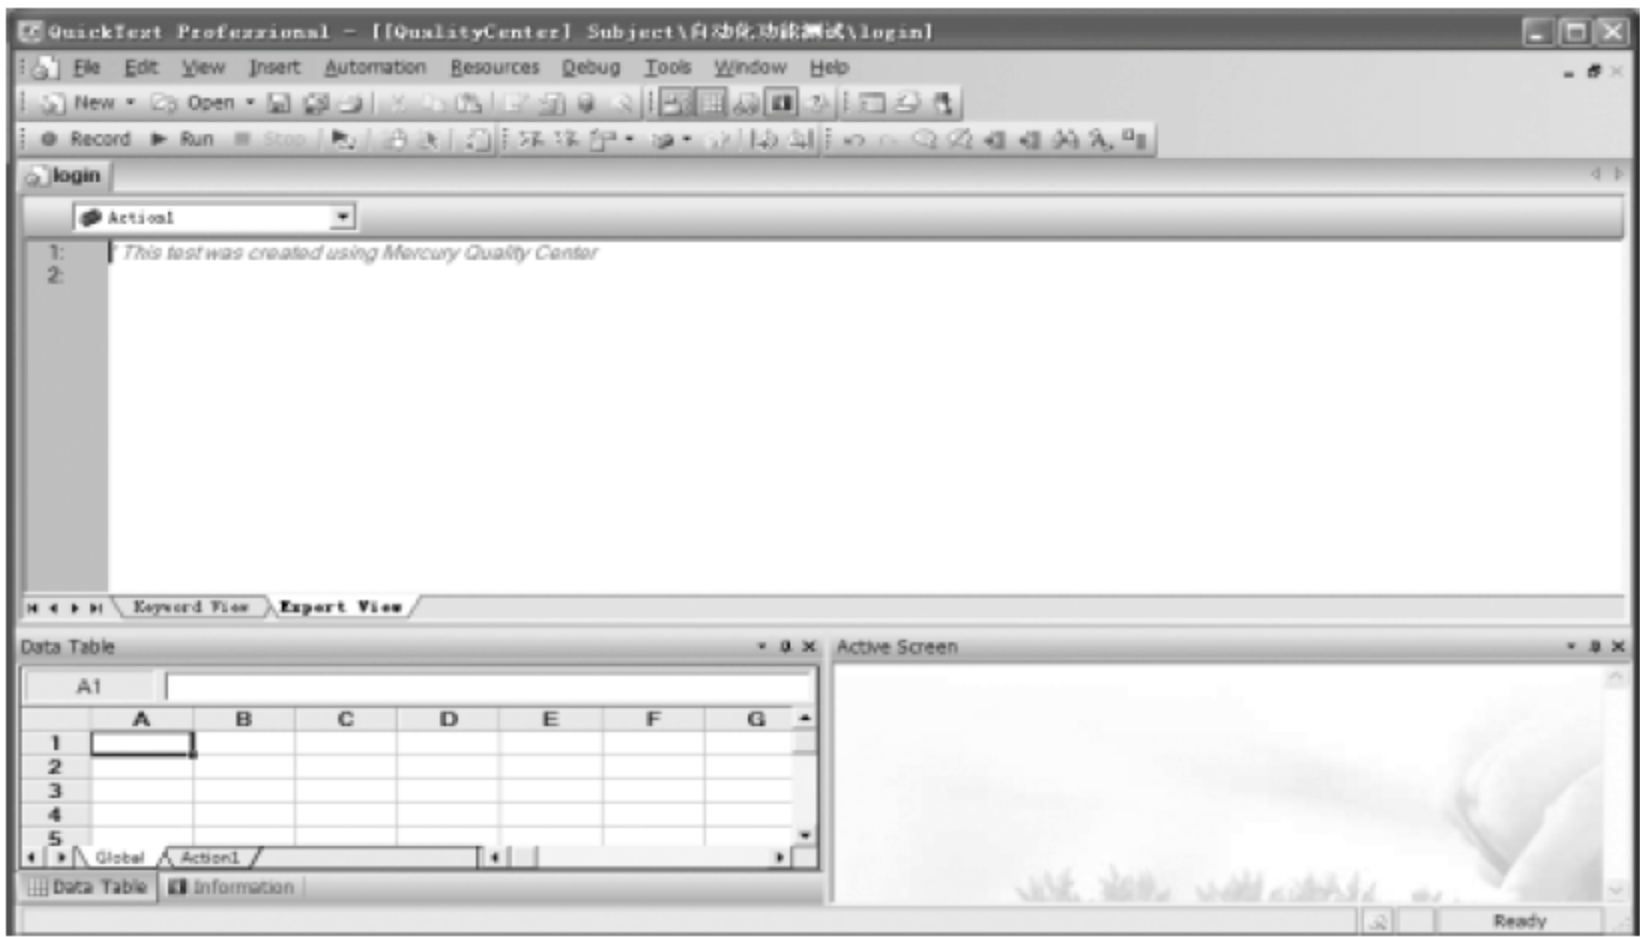 QuickTest Professional - [[QualityCenter] Subject\自动化功能测试\login]
File Edit View Insert Automation Resources Debug Tools Window Help
New Open
Record Run Stop
login
Action1
1: ' This test was created using Mercury Quality Center
2:
Keyword View Expert View
Data Table Active Screen
A1
A B C D E F G
1
2
3
4
5
Global Action1
Data Table Information
Ready